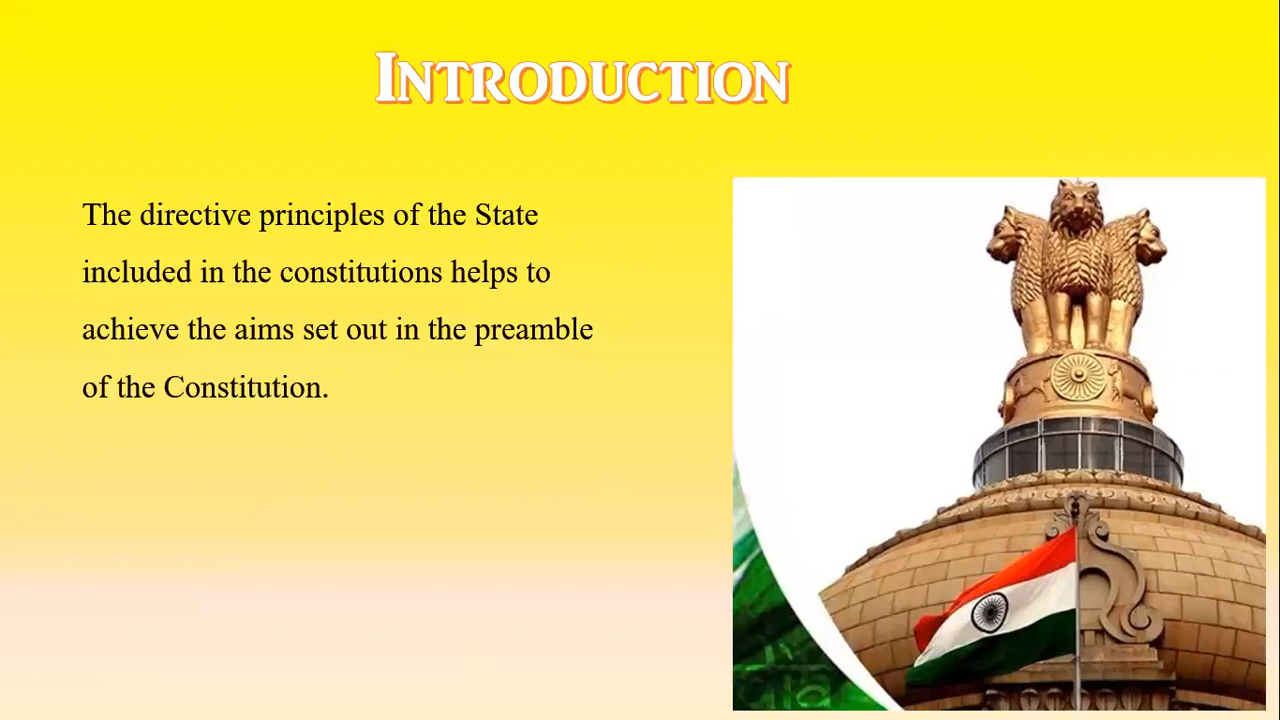 INTRODUCTION
The directive principles of the State
included in the constitutions helps to
achieve the aims set out in the preamble
of the Constitution.